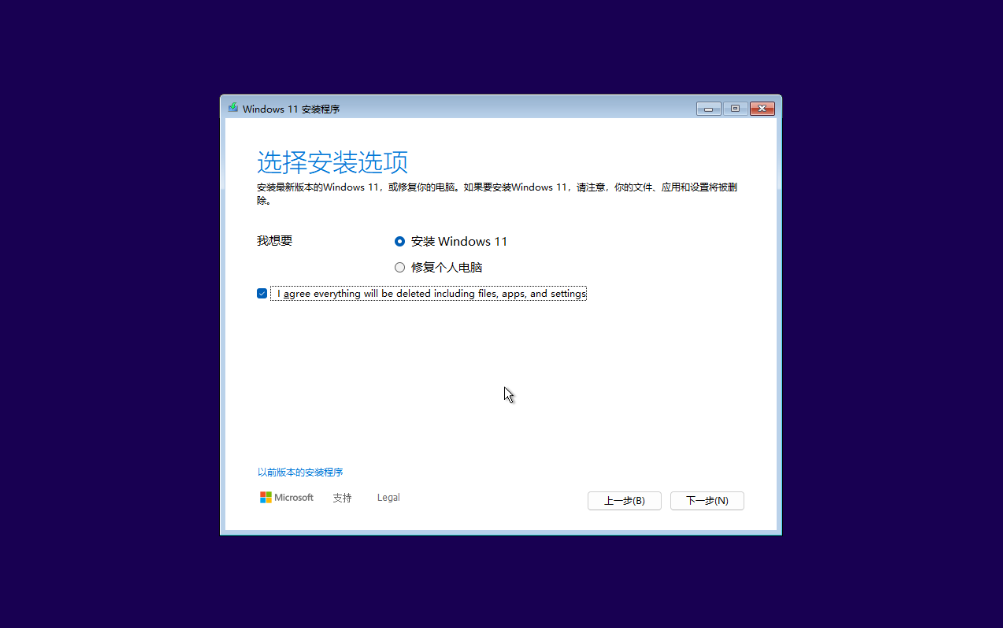 Windows 11 安装程序
选择安装选项
安装最新版本的Windows 11，或修复你的电脑。如果要安装Windows 11，请注意，你的文件、应用和设置将被删
除。
我想要
安装 Windows 11
修复个人电脑
I agree everything will be deleted including files, apps, and settings
以前版本的安装程序
Microsoft 支持 Legal
上一步(B) 下一步(N)